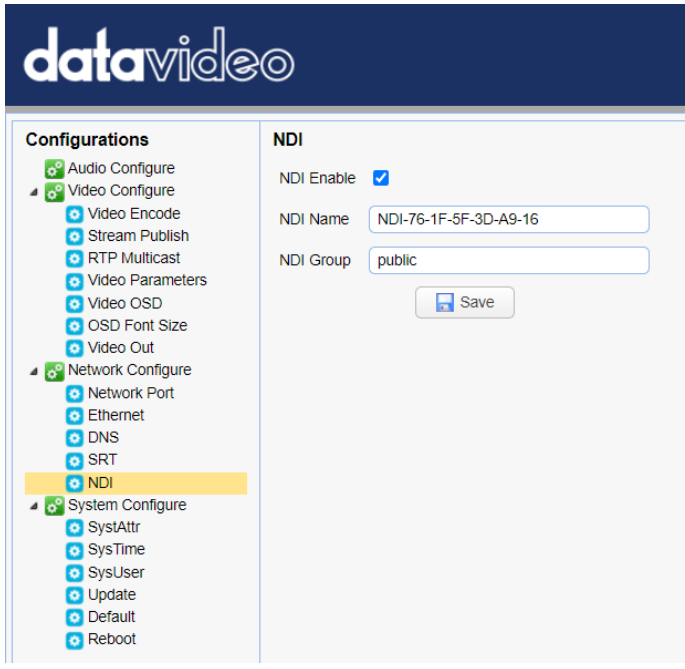 datavideo
Configurations
Audio Configure
Video Configure
Video Encode
Stream Publish
RTP Multicast
Video Parameters
Video OSD
OSD Font Size
Video Out
Network Configure
Network Port
Ethernet
DNS
SRT
NDI
System Configure
SystAttr
SysTime
SysUser
Update
Default
Reboot
NDI
NDI Enable
NDI Name NDI-76-1F-5F-3D-A9-16
NDI Group public
Save